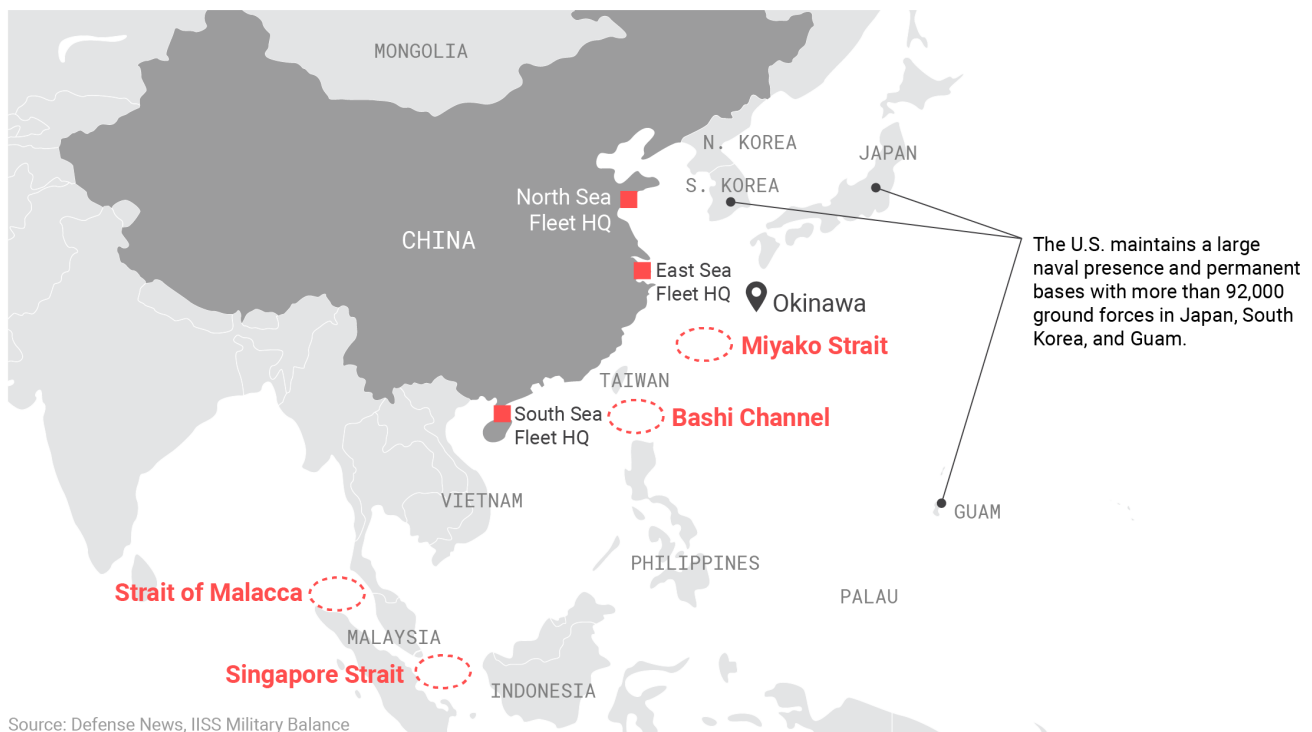 MONGOLIA
N. KOREA
JAPAN
S. KOREA
North Sea
Fleet HQ
CHINA
The U.S. maintains a large
naval presence and permanent
bases with more than 92,000
ground forces in Japan, South
Korea, and Guam.
East Sea
Fleet HQ
Okinawa
Miyako Strait
TAIWAN
South Sea
Fleet HQ
Bashi Channel
VIETNAM
GUAM
PHILIPPINES
Strait of Malacca
PALAU
MALAYSIA
Singapore Strait
INDONESIA
Source: Defense News, IISS Military Balance